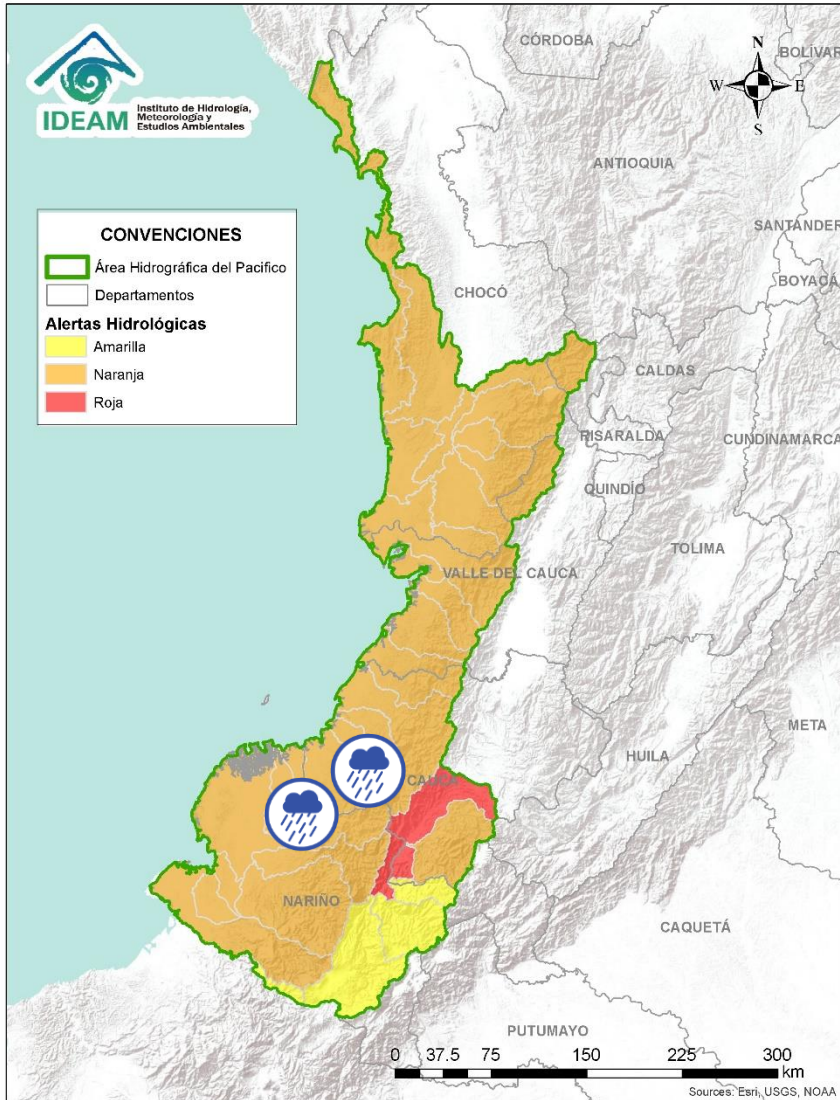 IDEAM
Instituto de Hidrología,
Meteorología y
Estudios Ambientales
N
W
E
S
CÓRDOBA
BOLÍVAR
ANTIOQUIA
SANTANDER
BOYACÁ
CHOCÓ
CALDAS
RISARALDA
CUNDINAMARCA
QUINDÍO
TOLIMA
VALLE DEL CAUCA
META
HUILA
CAUCA
NARIÑO
CAQUETÁ
PUTUMAYO
CONVENCIONES
Área Hidrográfica del Pacifico
Departamentos
Alertas Hidrológicas
Amarilla
Naranja
Roja
0 37.5 75 150 225 300
km
Sources: Esri, USGS, NOAA